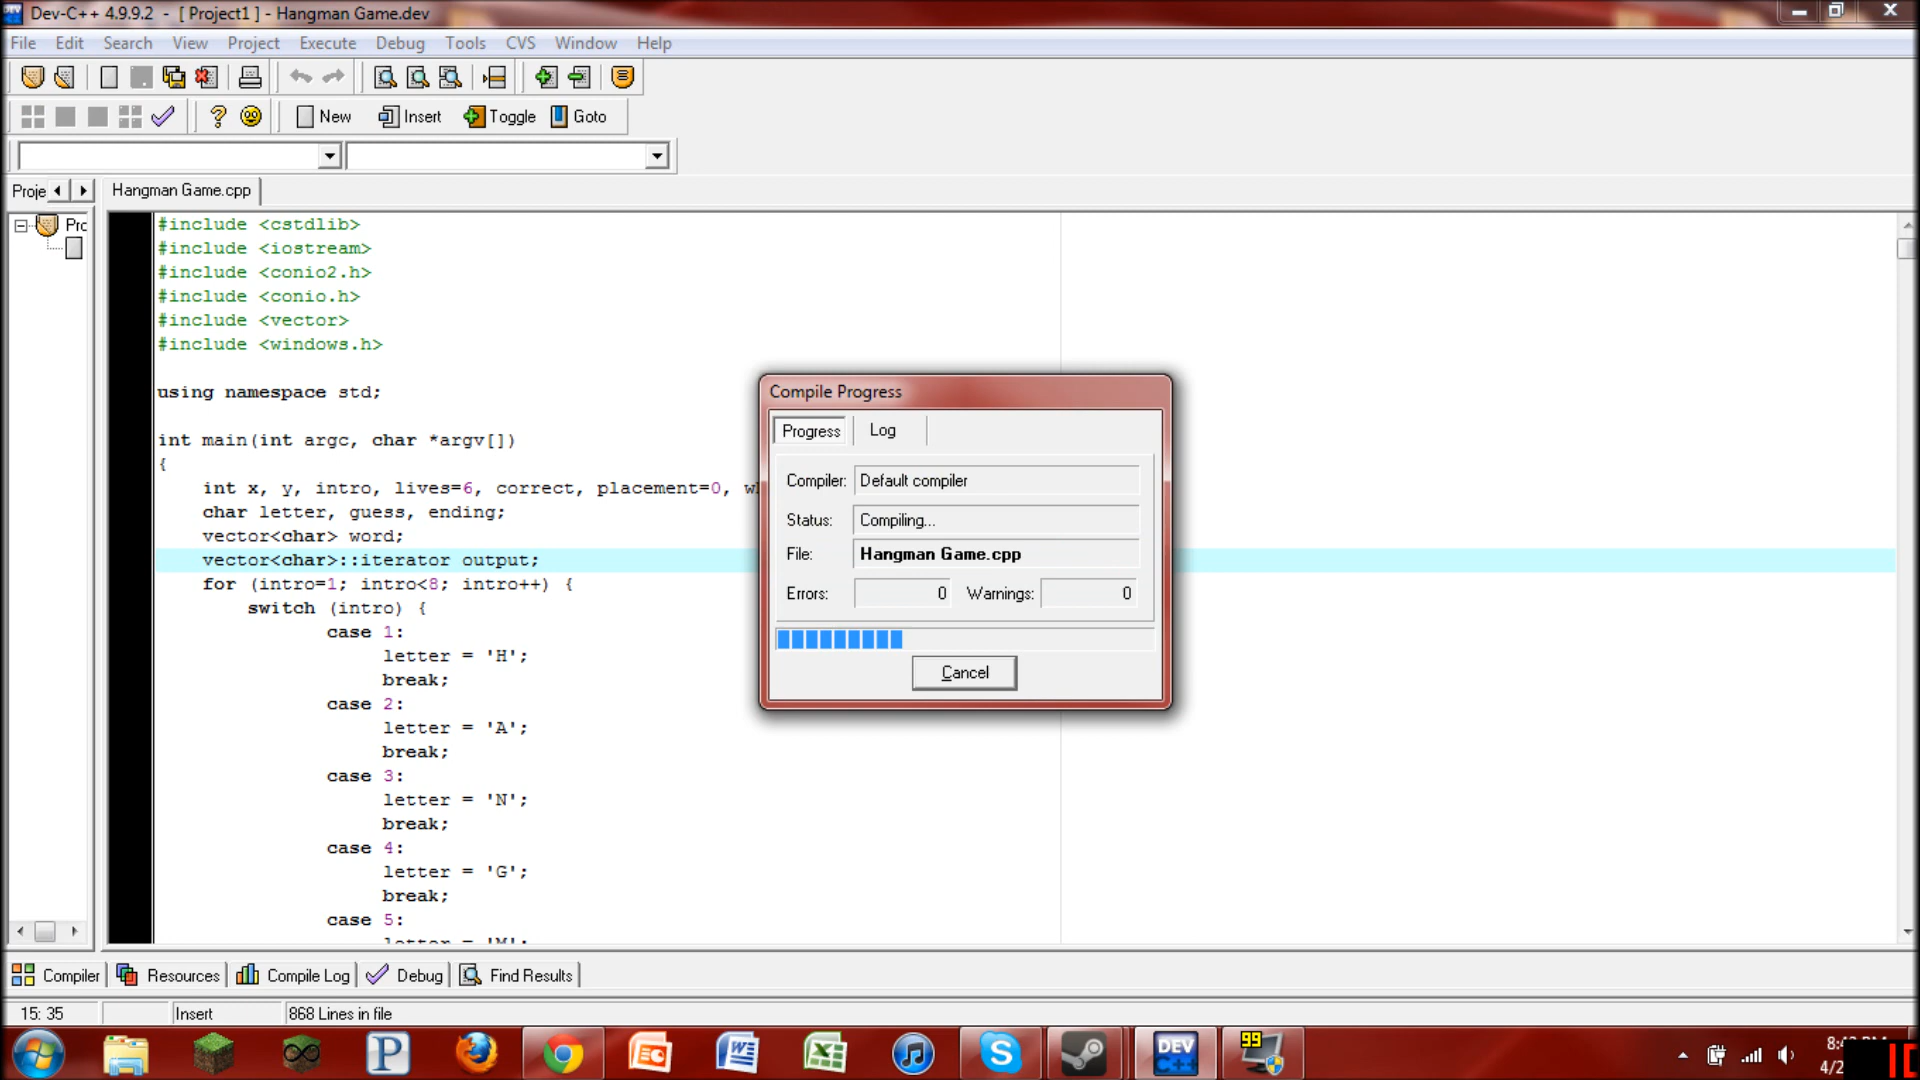 Dev-C++ 4.9.9.2 - [ Project1 ] - Hangman Game.dev
File Edit Search View Project Execute Debug Tools CVS Window Help
New Insert Toggle Goto
Proje Hangman Game.cpp
#include <cstdlib>
#include <iostream>
#include <conio2.h>
#include <conio.h>
#include <vector>
#include <windows.h>
using namespace std;
int main(int argc, char *argv[])
{
int x, y, intro, lives=6, correct, placement=0,
char letter, guess, ending;
vector<char> word;
vector<char>::iterator output;
for (intro=1; intro<8; intro++) {
switch (intro) {
case 1:
letter = 'H';
break;
case 2:
letter = 'A';
break;
case 3:
letter = 'N';
break;
case 4:
letter = 'G';
break;
case 5:
Compile Progress
Progress Log
Compiler: Default compiler
Status: Compiling...
File: Hangman Game.cpp
Errors: 0 Warnings: 0
Cancel
Compiler Resources Compile Log Debug Find Results
15: 35 Insert 868 Lines in file
DEV C++ 99